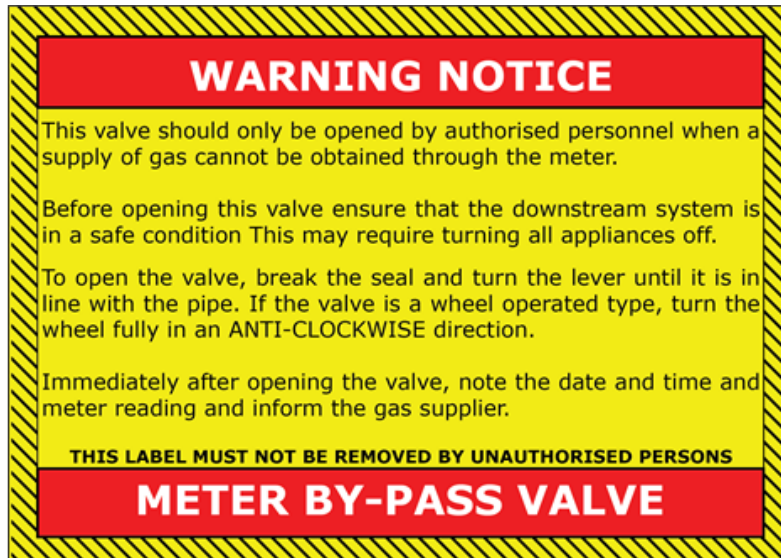 WARNING NOTICE
This valve should only be opened by authorised personnel when a
supply of gas cannot be obtained through the meter.
Before opening this valve ensure that the downstream system is
in a safe condition This may require turning all appliances off.
To open the valve, break the seal and turn the lever until it is in
line with the pipe. If the valve is a wheel operated type, turn the
wheel fully in an ANTI-CLOCKWISE direction.
Immediately after opening the valve, note the date and time and
meter reading and inform the gas supplier.
THIS LABEL MUST NOT BE REMOVED BY UNAUTHORISED PERSONS
METER BY-PASS VALVE